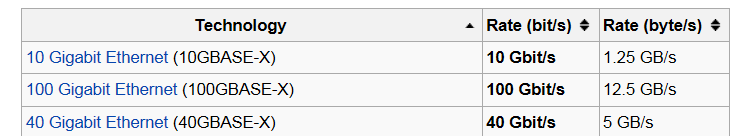 Technology Rate (bit/s) Rate (byte/s)
10 Gigabit Ethernet (10GBASE-X) 10 Gbit/s 1.25 GB/s
100 Gigabit Ethernet (100GBASE-X) 100 Gbit/s 12.5 GB/s
40 Gigabit Ethernet (40GBASE-X) 40 Gbit/s 5 GB/s